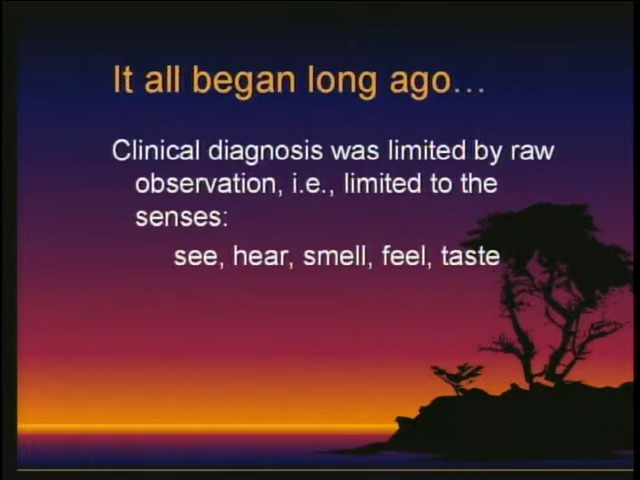 It all began long ago…
Clinical diagnosis was limited by raw
observation, i.e., limited to the
senses:
see, hear, smell, feel, taste